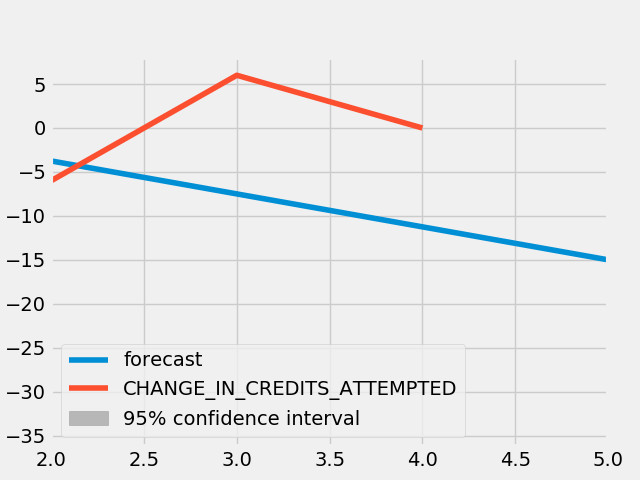 5
0
−5
−10
−15
−20
−25
−30
−35
forecast
CHANGE_IN_CREDITS_ATTEMPTED
95% confidence interval
2.0 2.5 3.0 3.5 4.0 4.5 5.0